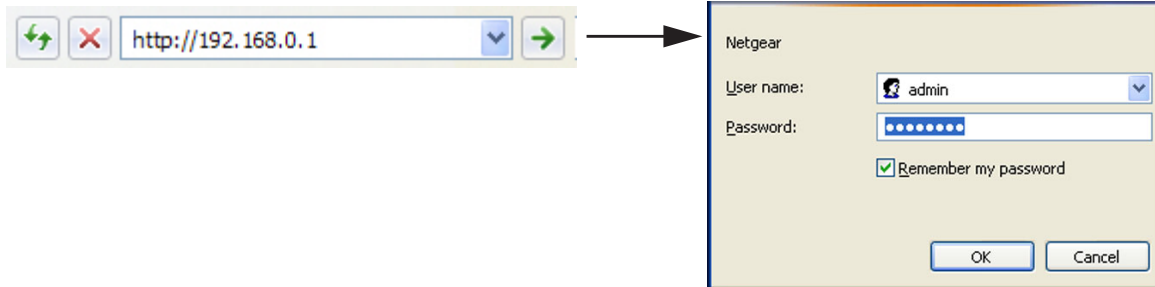 http://192.168.0.1
Netgear
User name:
admin
Password:
●●●●●●●●
Remember my password
OK
Cancel